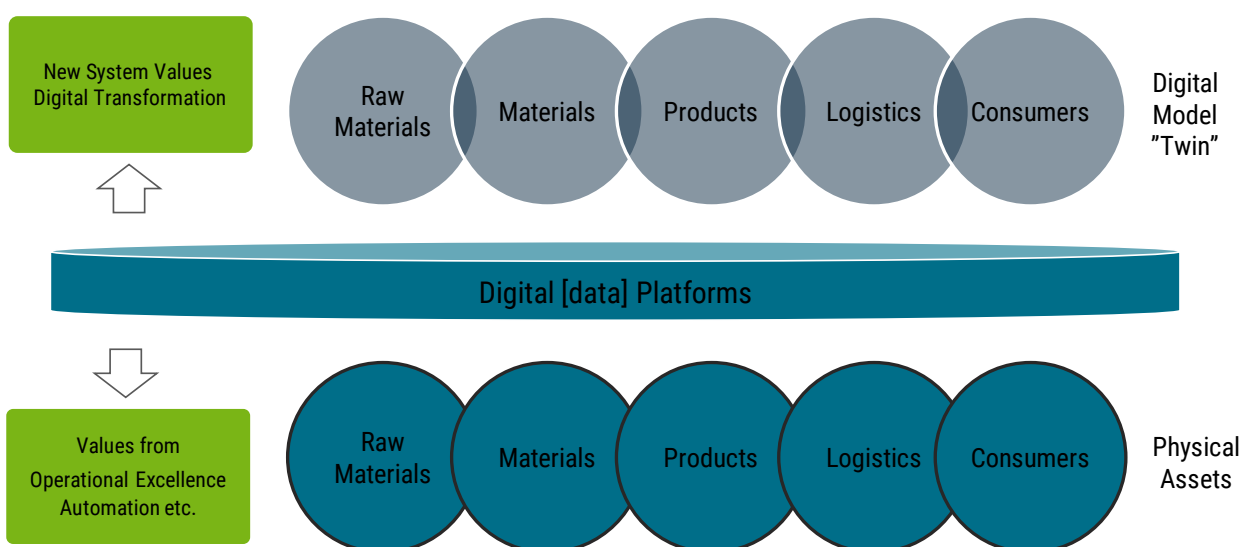 New System Values
Digital Transformation
Raw
Materials
Materials
Products
Logistics
Consumers
Digital
Model
”Twin”
Digital [data] Platforms
Values from
Operational Excellence
Automation etc.
Raw
Materials
Materials
Products
Logistics
Consumers
Physical
Assets